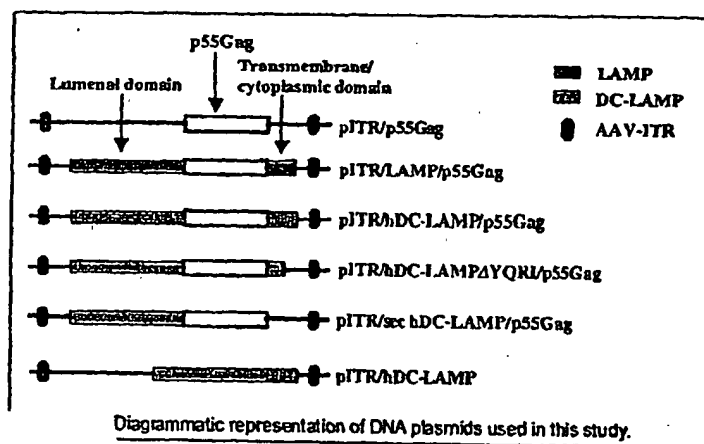 p55Gag
Transmembrane/
Lumenal domain
cytoplasmic domain
LAMP
DC-LAMP
AAV-ITR
pITR/p55Gag
pITR/LAMP/p55Gag
pITR/hDC-LAMP/p55Gag
pITR/hDC-LAMPΔYQRI/p55Gag
pITR/sec hDC-LAMP/p55Gag
pITR/hDC-LAMP
Diagrammatic representation of DNA plasmids used in this study.